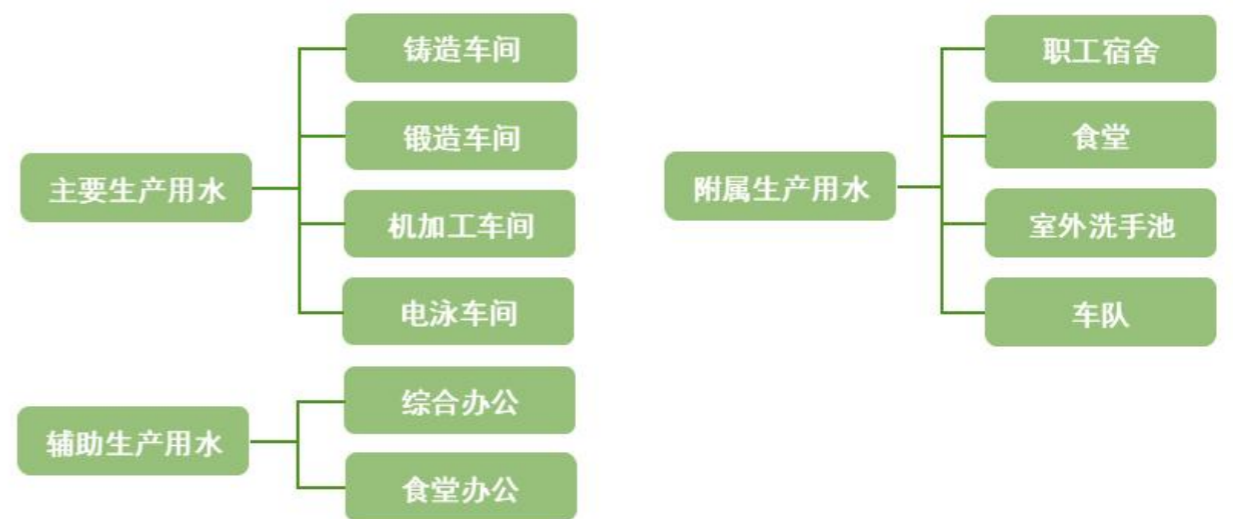 主要生产用水
铸造车间
锻造车间
机加工车间
电泳车间
辅助生产用水
综合办公
食堂办公
附属生产用水
职工宿舍
食堂
室外洗手池
车队